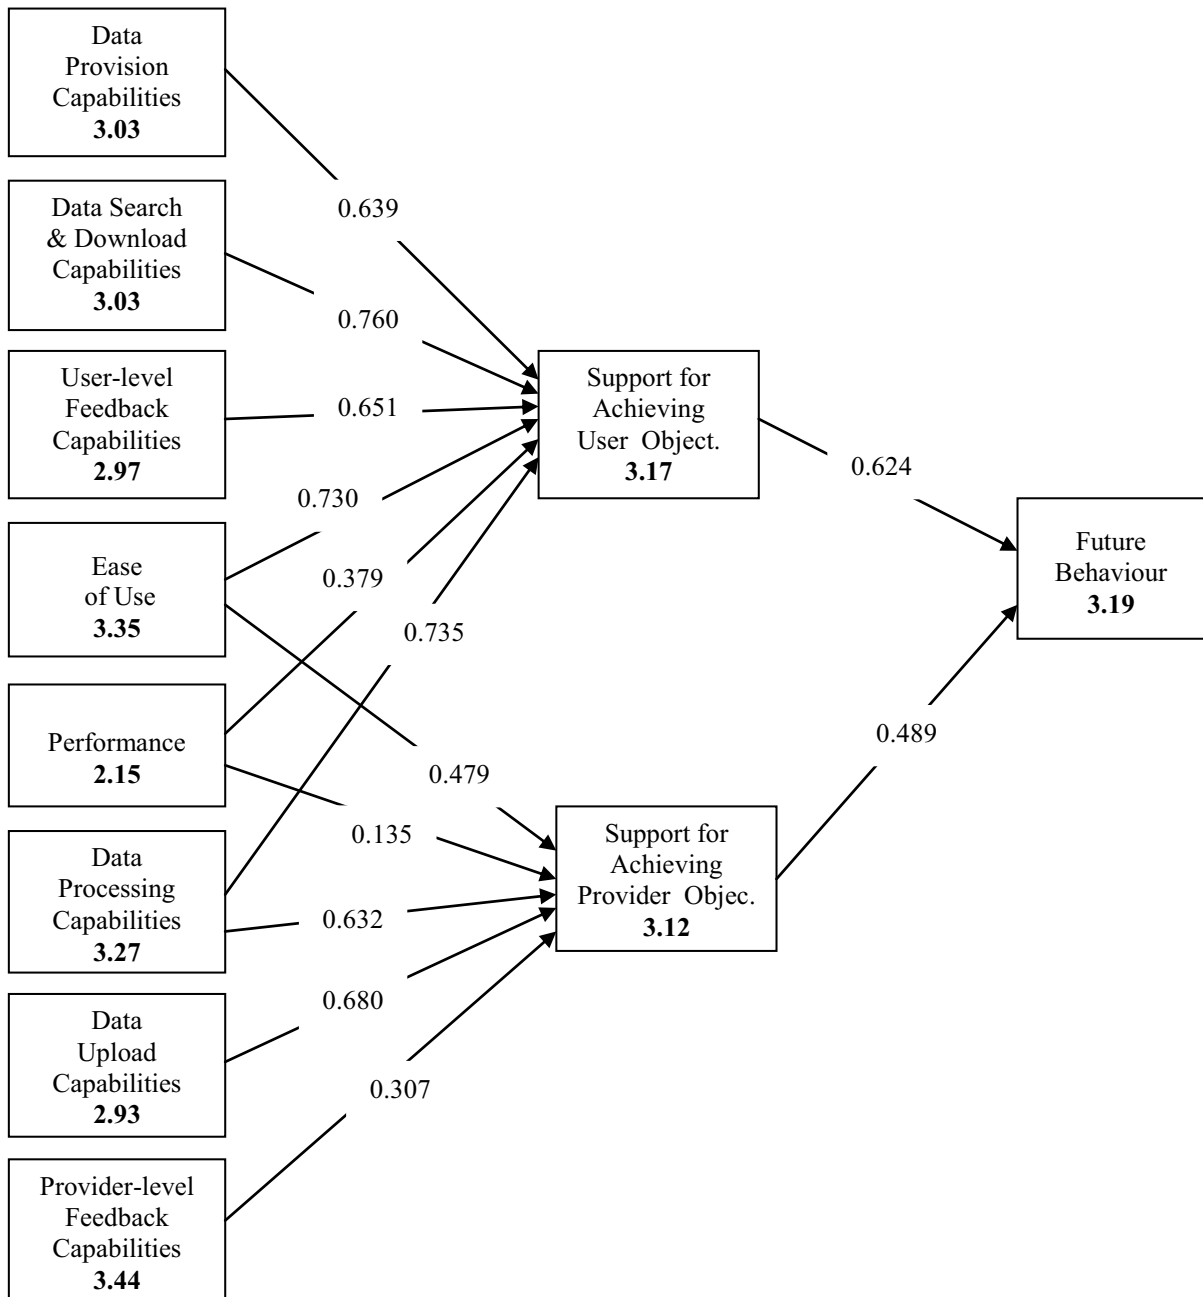 Data
Provision
Capabilities
3.03
Data Search
& Download
Capabilities
3.03
User-level
Feedback
Capabilities
2.97
Ease
of Use
3.35
Performance
2.15
Data
Processing
Capabilities
3.27
Data
Upload
Capabilities
2.93
Provider-level
Feedback
Capabilities
3.44
0.639
0.760
0.651
0.730
0.379
0.735
0.479
0.135
0.632
0.680
0.307
Support for
Achieving
User Object.
3.17
Support for
Achieving
Provider Objec.
3.12
0.624
0.489
Future
Behaviour
3.19